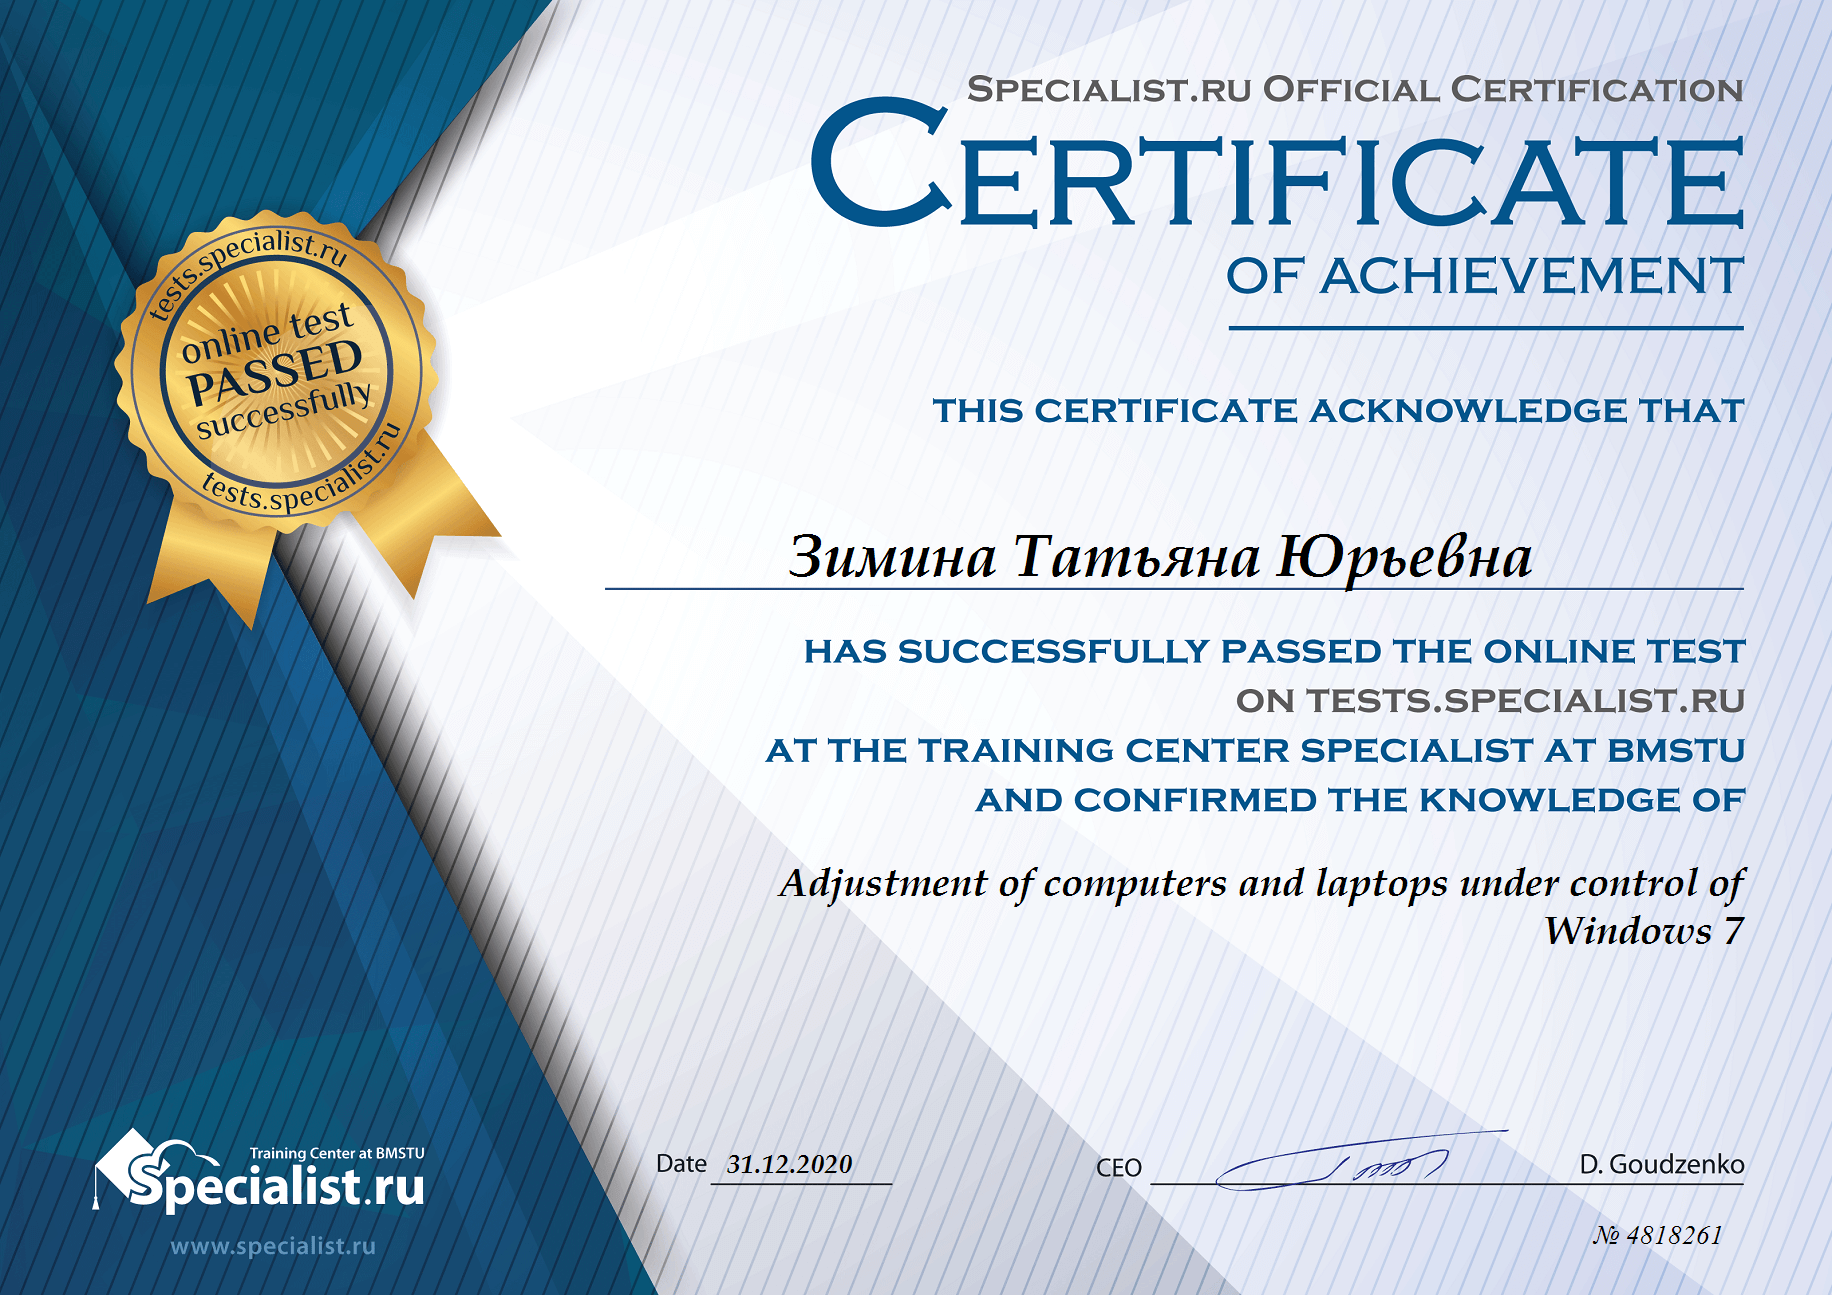 Specialist.ru Official Certification
Certificate
of achievement
tests.specialist.ru
online test
PASSED
successfully
tests.specialist.ru
this certificate acknowledge that
Зимина Татьяна Юрьевна
has successfully passed the online test
on tests.specialist.ru
at the training center specialist at BMSTU
and confirmed the knowledge of
Adjustment of computers and laptops under control of
Windows 7
Training Center at BMSTU
Specialist.ru
www.specialist.ru
Date 31.12.2020
CEO D. Goudzenko
№ 4818261